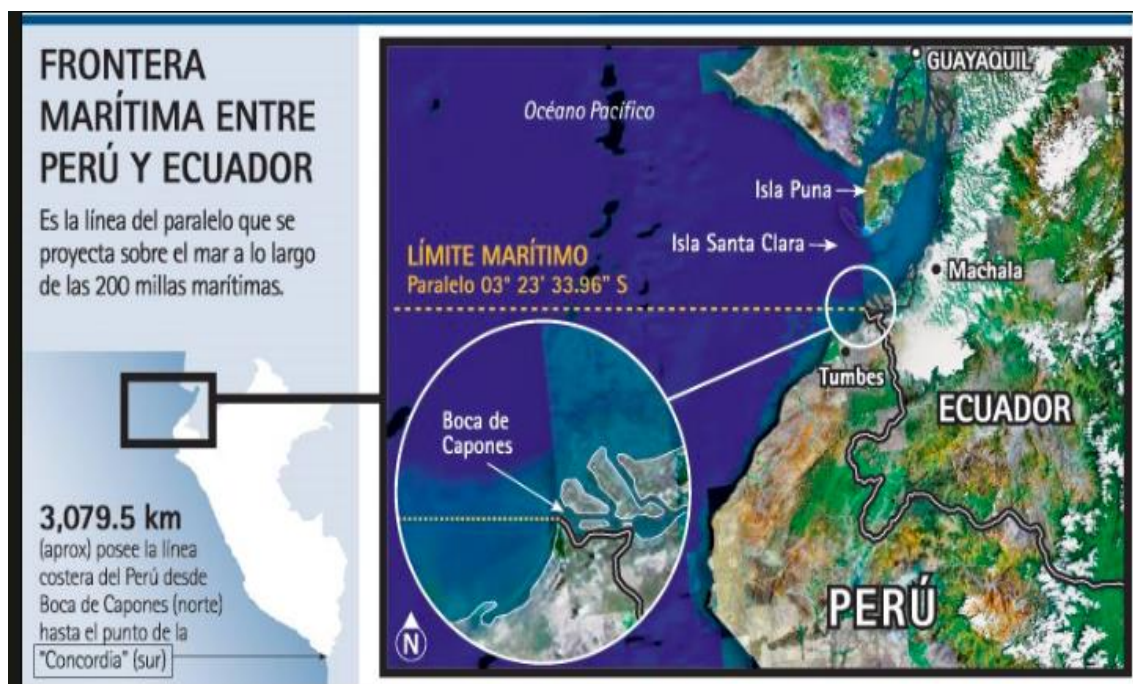 FRONTERA
MARÍTIMA ENTRE
PERÚ Y ECUADOR
Es la línea del paralelo que se
proyecta sobre el mar a lo largo
de las 200 millas marítimas.
3,079.5 km
(aprox) posee la línea
costera del Perú desde
Boca de Capones (norte)
hasta el punto de la
"Concordia" (sur)
GUAYAQUIL
Océano Pacífico
Isla Puna
Isla Santa Clara
LÍMITE MARÍTIMO
Paralelo 03° 23' 33.96" S
Machala
Tumbes
ECUADOR
Boca de
Capones
PERÚ
N